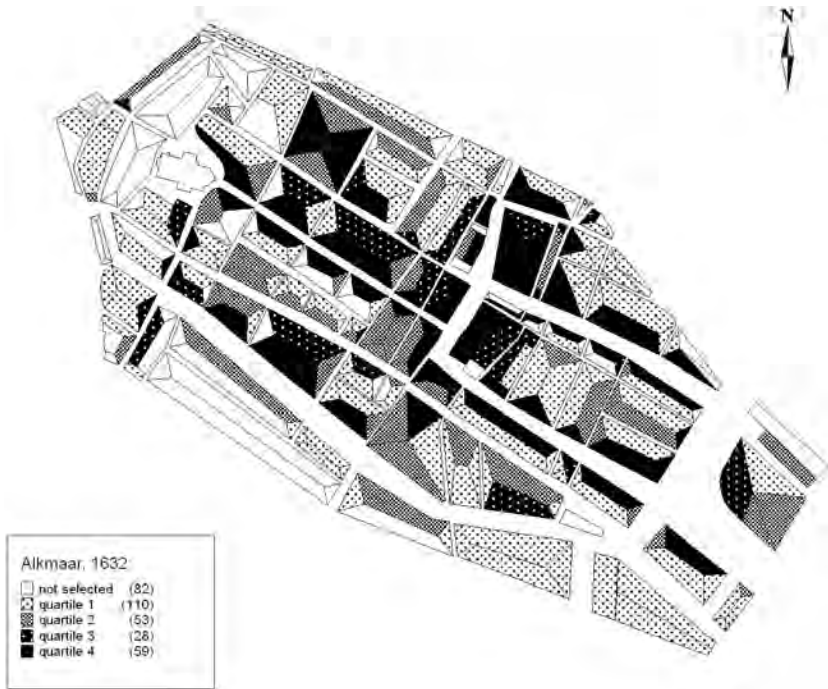 N
Alkmaar, 1632
not selected (82)
quartile 1 (110)
quartile 2 (53)
quartile 3 (28)
quartile 4 (59)